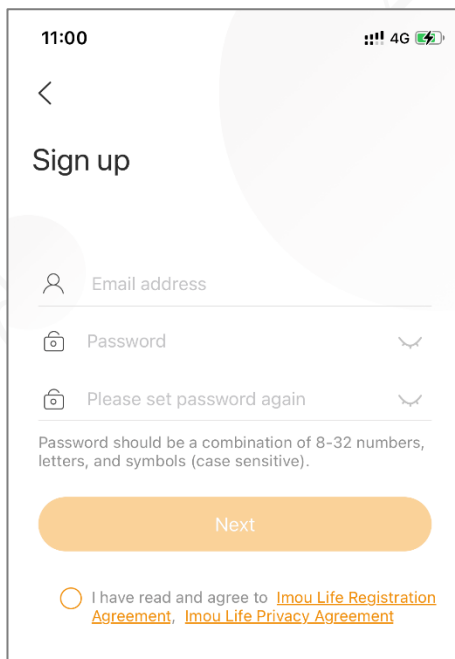 11:00 4G
Sign up
Email address
Password
Please set password again
Password should be a combination of 8-32 numbers,
letters, and symbols (case sensitive).
Next
I have read and agree to Imou Life Registration
Agreement, Imou Life Privacy Agreement